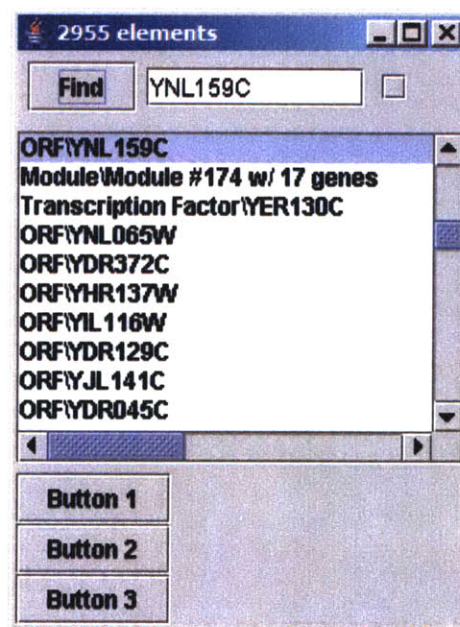 2955 elements
Find YNL159C
ORF\YNL159C
Module\Module #174 w/ 17 genes
Transcription Factor\YER130C
ORF\YNL065W
ORF\YDR372C
ORF\YHR137W
ORF\YIL116W
ORF\YDR129C
ORF\YJL141C
ORF\YDR045C
Button 1
Button 2
Button 3